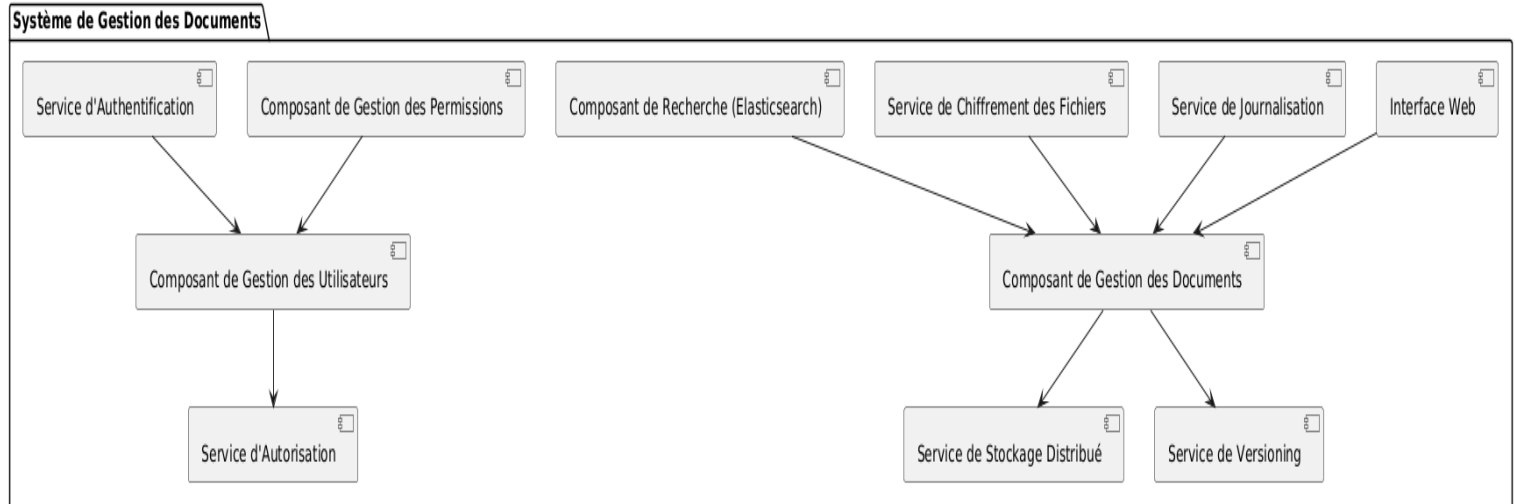 Système de Gestion des Documents
Service d'Authentification
Composant de Gestion des Permissions
Composant de Recherche (Elasticsearch)
Service de Chiffrement des Fichiers
Service de Journalisation
Interface Web
Composant de Gestion des Utilisateurs
Composant de Gestion des Documents
Service d'Autorisation
Service de Stockage Distribué
Service de Versioning